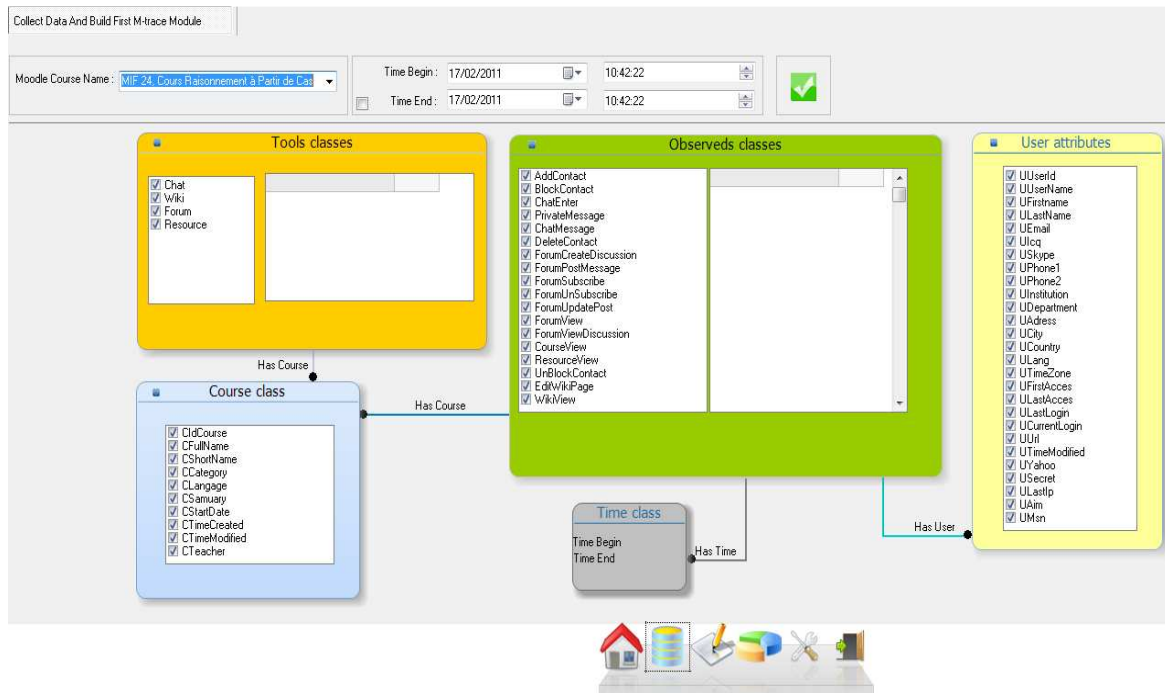 Collect Data And Build First M-trace Module
Moodle Course Name : MIF 24, Cours Raisonnement à Partir de Cas
Time Begin : 17/02/2011 10:42:22
Time End : 17/02/2011 10:42:22
Tools classes
Chat
Wiki
Forum
Resource
Has Course
Course class
CIdCourse
CFullName
CShortName
CCategory
CLangage
CSamuary
CStartDate
CTimeCreated
CTimeModified
CTeacher
Has Course
Observeds classes
AddContact
BlockContact
ChatEnter
PrivateMessage
ChatMessage
DeleteContact
ForumCreateDiscussion
ForumPostMessage
ForumSubscribe
ForumUnSubscribe
ForumUpdatePost
ForumView
ForumViewDiscussion
CourseView
ResourceView
UnBlockContact
EditWikiPage
WikiView
Time class
Time Begin
Time End
Has Time
Has User
User attributes
UUserId
UUserName
UFirstname
ULastName
UEmail
UIcq
USkype
UPhone1
UPhone2
UInstitution
UDepartment
UAdress
UCity
UCountry
ULang
UTimeZone
UFirstAcces
ULastAcces
ULastLogin
UCurrentLogin
UUrl
UTimeModified
UYahoo
USecret
ULastIp
UAim
UMsn